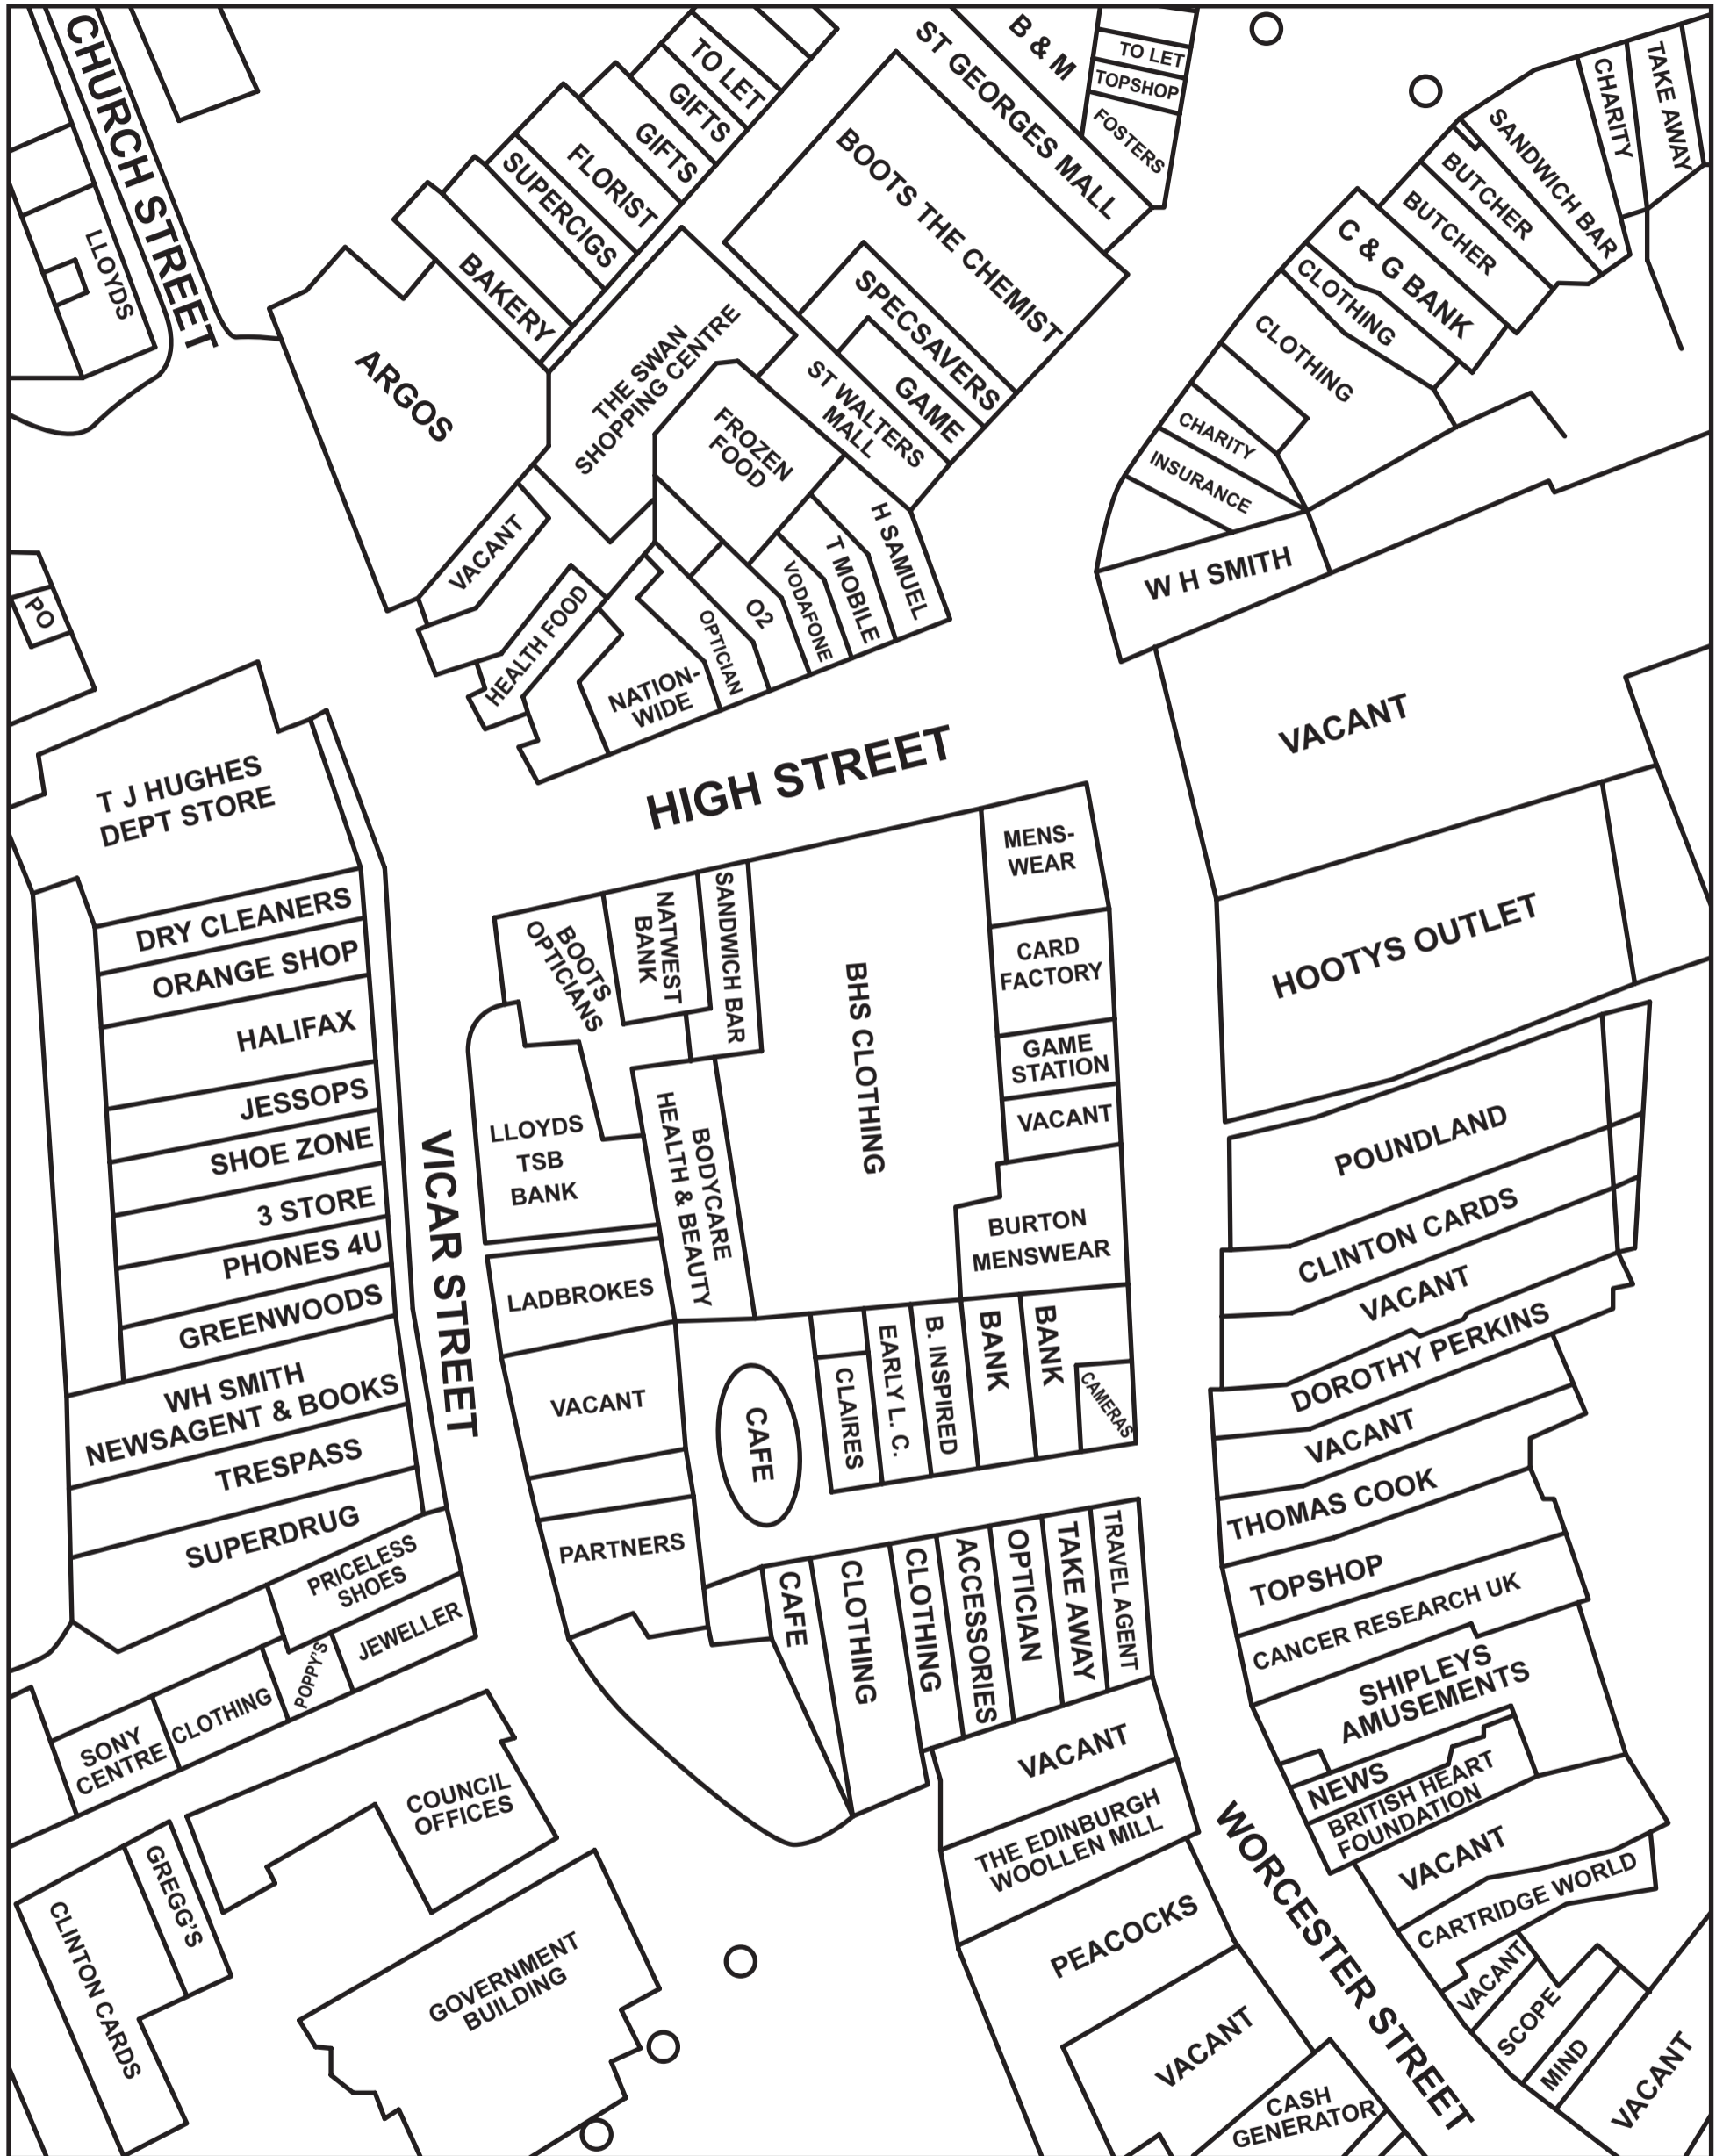 CHURCH STREET
LLOYDS
TO LET
GIFTS
GIFTS
FLORIST
SUPERCIGS
BAKERY
ARGOS
ST GEORGES MALL
B & M
TO LET
TOPSHOP
FOSTERS
BOOTS THE CHEMIST
SPECSAVERS
GAME
ST WALTERS
MALL
THE SWAN
SHOPPING CENTRE
FROZEN
FOOD
TAKE AWAY
CHARITY
SANDWICH BAR
BUTCHER
BUTCHER
C & G BANK
CLOTHING
CLOTHING
CHARITY
INSURANCE
W H SMITH
VACANT
HEALTH FOOD
NATION-
WIDE
OPTICIAN
O2
VODAFONE
T MOBILE
H SAMUEL
PO
HIGH STREET
T J HUGHES
DEPT STORE
DRY CLEANERS
ORANGE SHOP
HALIFAX
JESSOPS
SHOE ZONE
3 STORE
PHONES 4U
GREENWOODS
WH SMITH
NEWSAGENT & BOOKS
TRESPASS
SUPERDRUG
PRICELESS
SHOES
JEWELLER
POPPY'S
CLOTHING
SONY
CENTRE
VICAR STREET
BOOTS
OPTICIANS
NATWEST
BANK
SANDWICH BAR
BHS CLOTHING
MENS-
WEAR
CARD
FACTORY
GAME
STATION
VACANT
BURTON
MENSWEAR
LLOYDS
TSB
BANK
BODYCARE
HEALTH & BEAUTY
LADBROKES
VACANT
PARTNERS
CAFE
CLAIRES
EARLY L. C.
B. INSPIRED
BANK
BANK
CAMERAS
CAFE
CLOTHING
CLOTHING
ACCESSORIES
OPTICIAN
TAKE AWAY
TRAVEL AGENT
VACANT
THE EDINBURGH
WOOLLEN MILL
PEACOCKS
VACANT
CASH
GENERATOR
VACANT
HOOTYS OUTLET
POUNDLAND
CLINTON CARDS
VACANT
DOROTHY PERKINS
VACANT
THOMAS COOK
TOPSHOP
CANCER RESEARCH UK
SHIPLEYS
AMUSEMENTS
NEWS
BRITISH HEART
FOUNDATION
VACANT
CARTRIDGE WORLD
VACANT
SCOPE
MIND
VACANT
WORCESTER STREET
COUNCIL
OFFICES
GREGG'S
CLINTON CARDS
GOVERNMENT
BUILDING